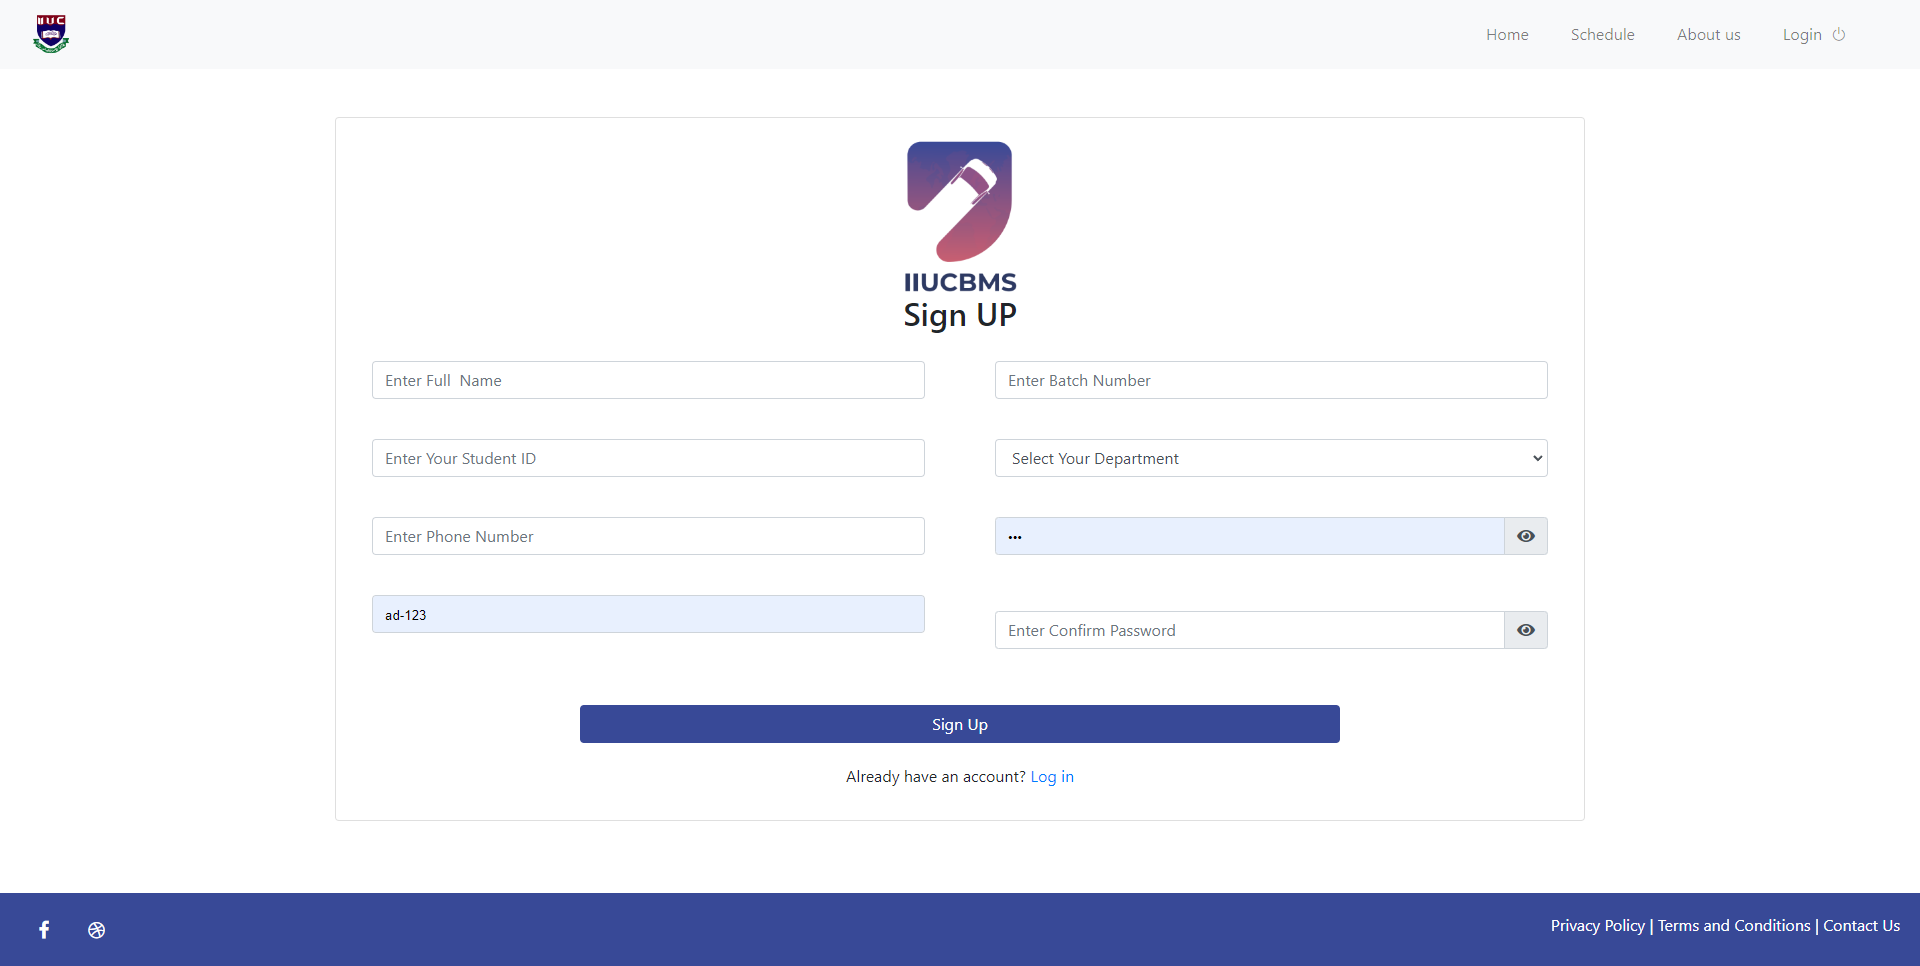 IIUC
Home
Schedule
About us
Login
IIUCBMS
Sign UP
Enter Full  Name
Enter Batch Number
Enter Your Student ID
Select Your Department
Enter Phone Number
•••
ad-123
Enter Confirm Password
Sign Up
Already have an account? Log in
Privacy Policy | Terms and Conditions | Contact Us